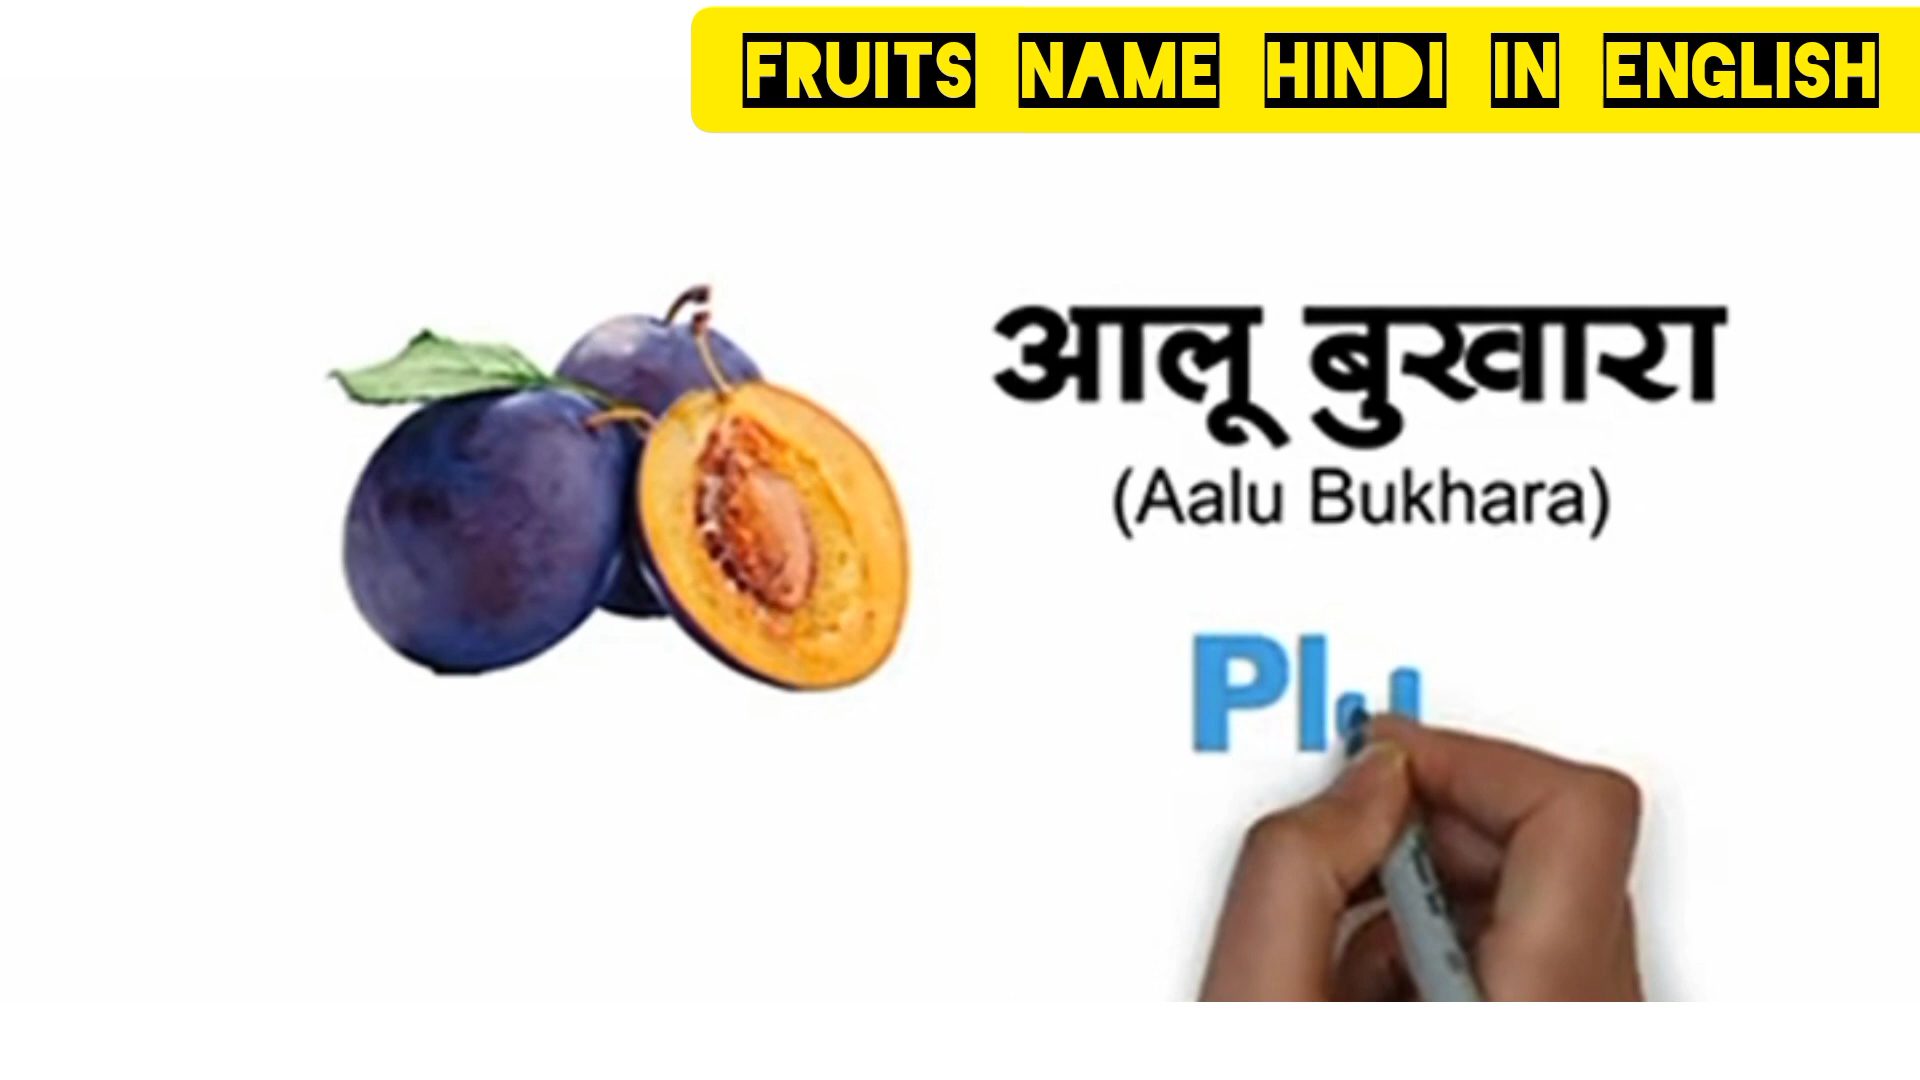 FRUITS NAME HINDI IN ENGLISH
आलू बुखारा
(Aalu Bukhara)
Plu